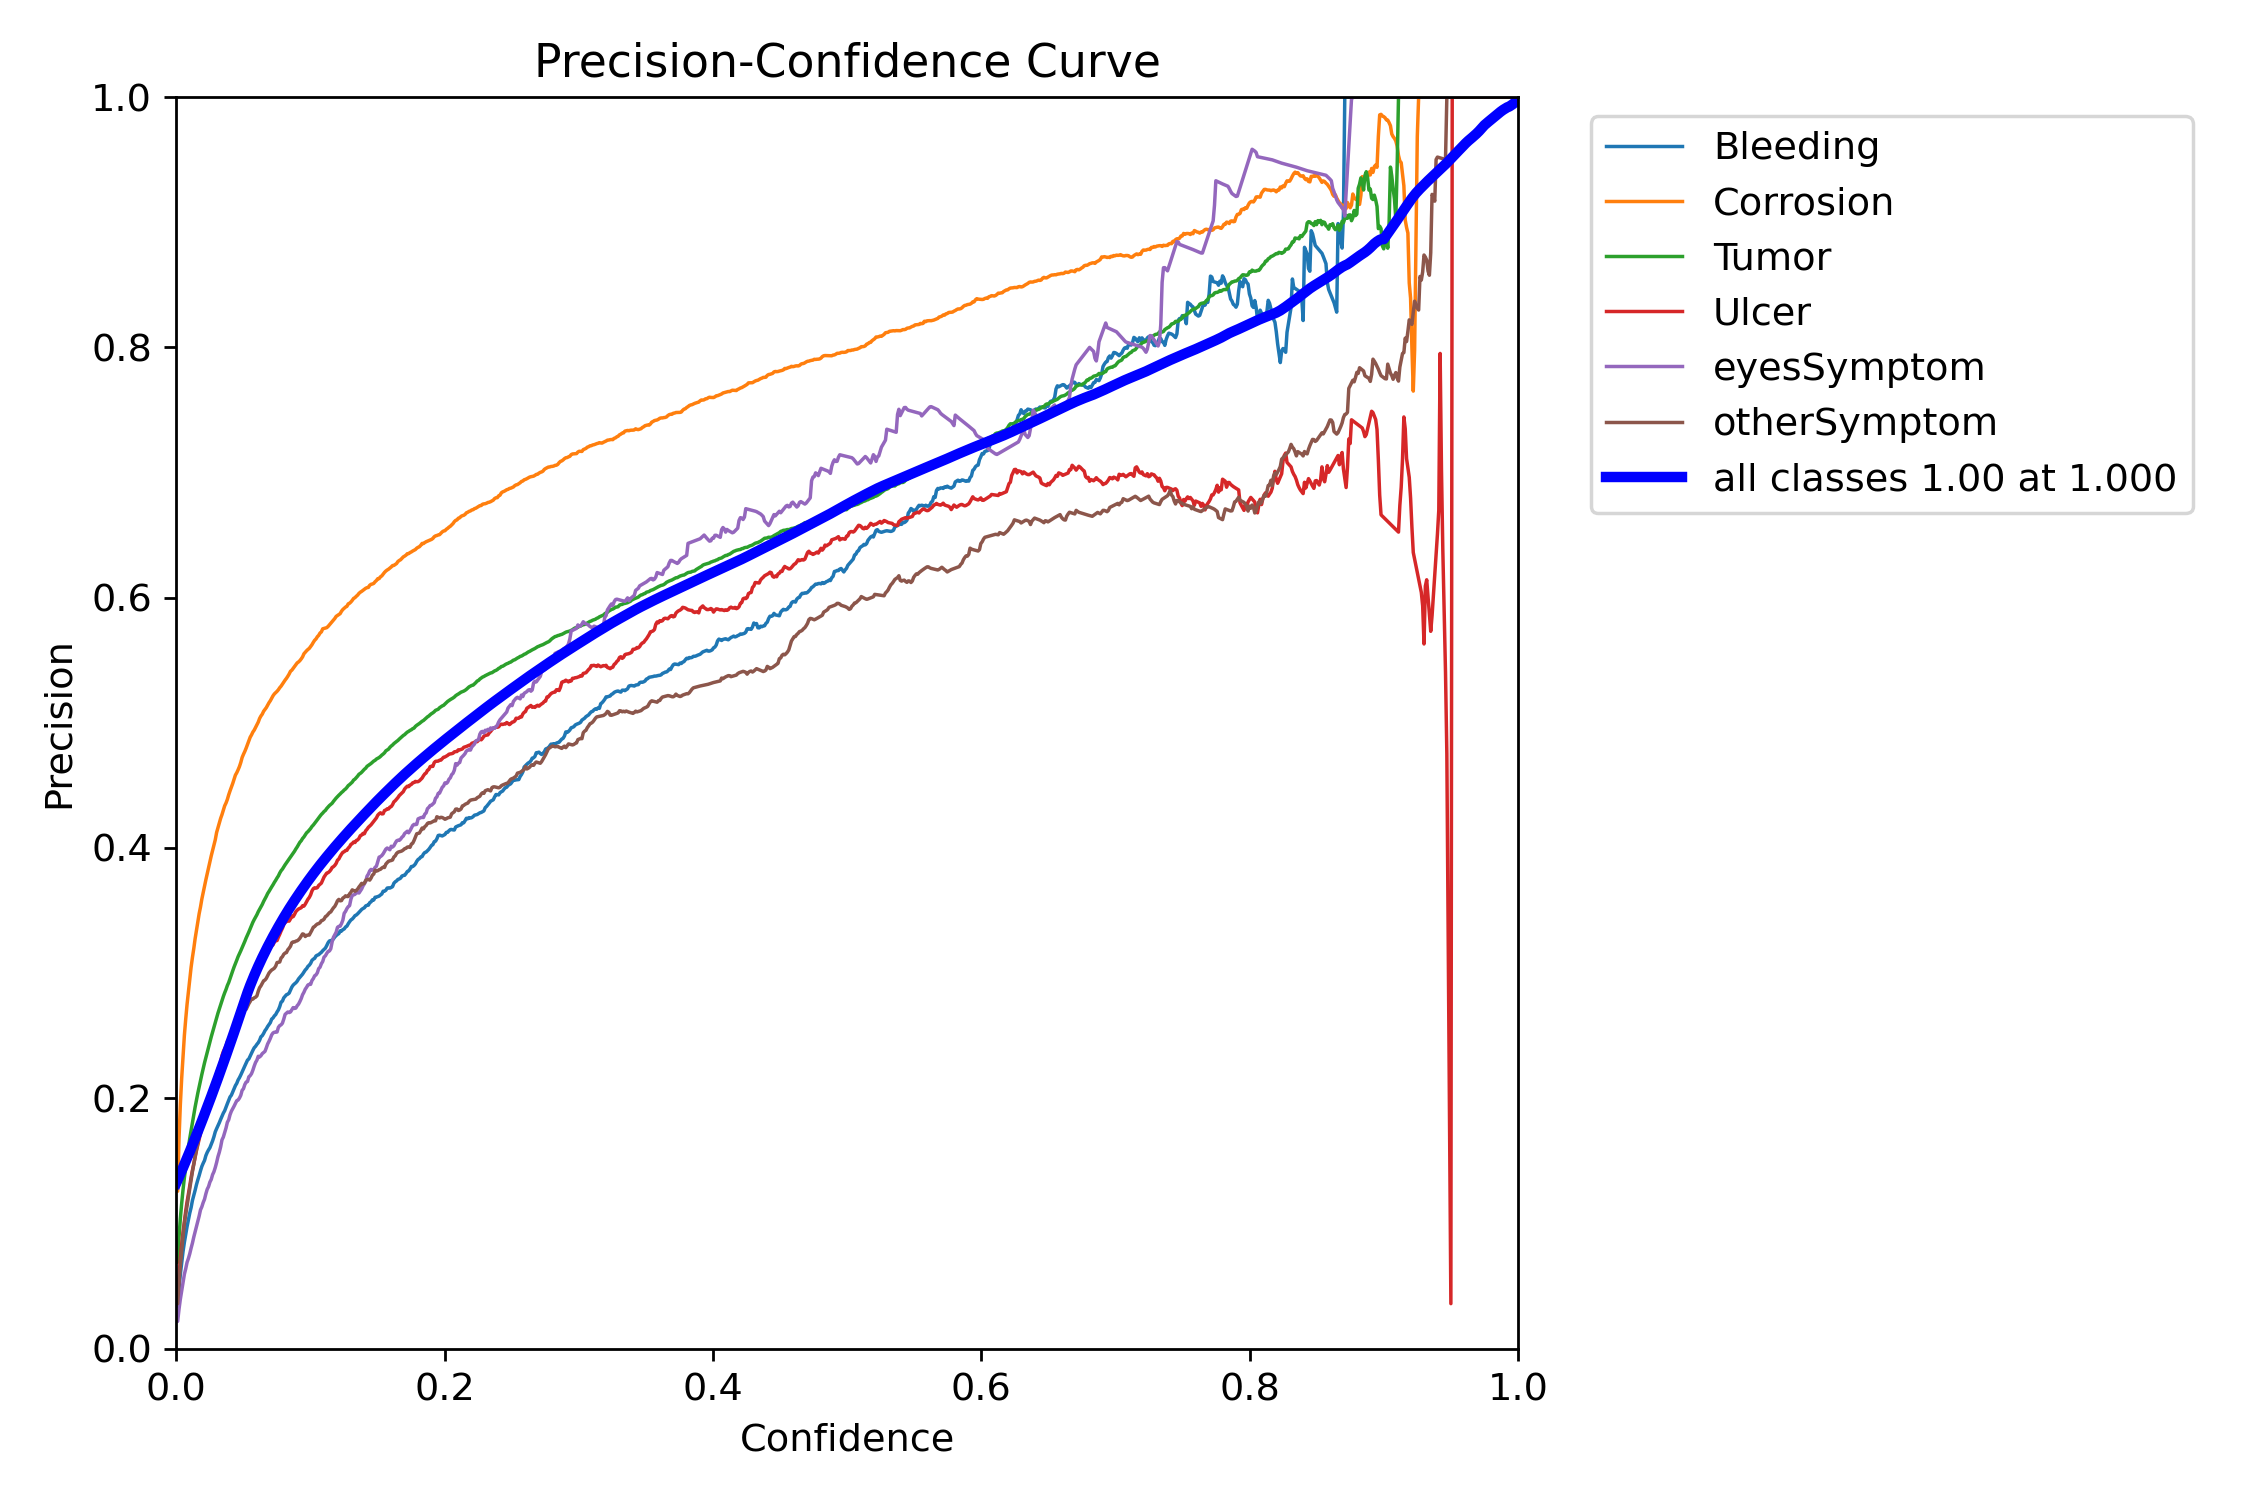 Precision-Confidence Curve
1.0
0.8
0.6
0.4
0.2
0.0
Precision
0.0 0.2 0.4 0.6 0.8 1.0
Confidence
Bleeding
Corrosion
Tumor
Ulcer
eyesSymptom
otherSymptom
all classes 1.00 at 1.000